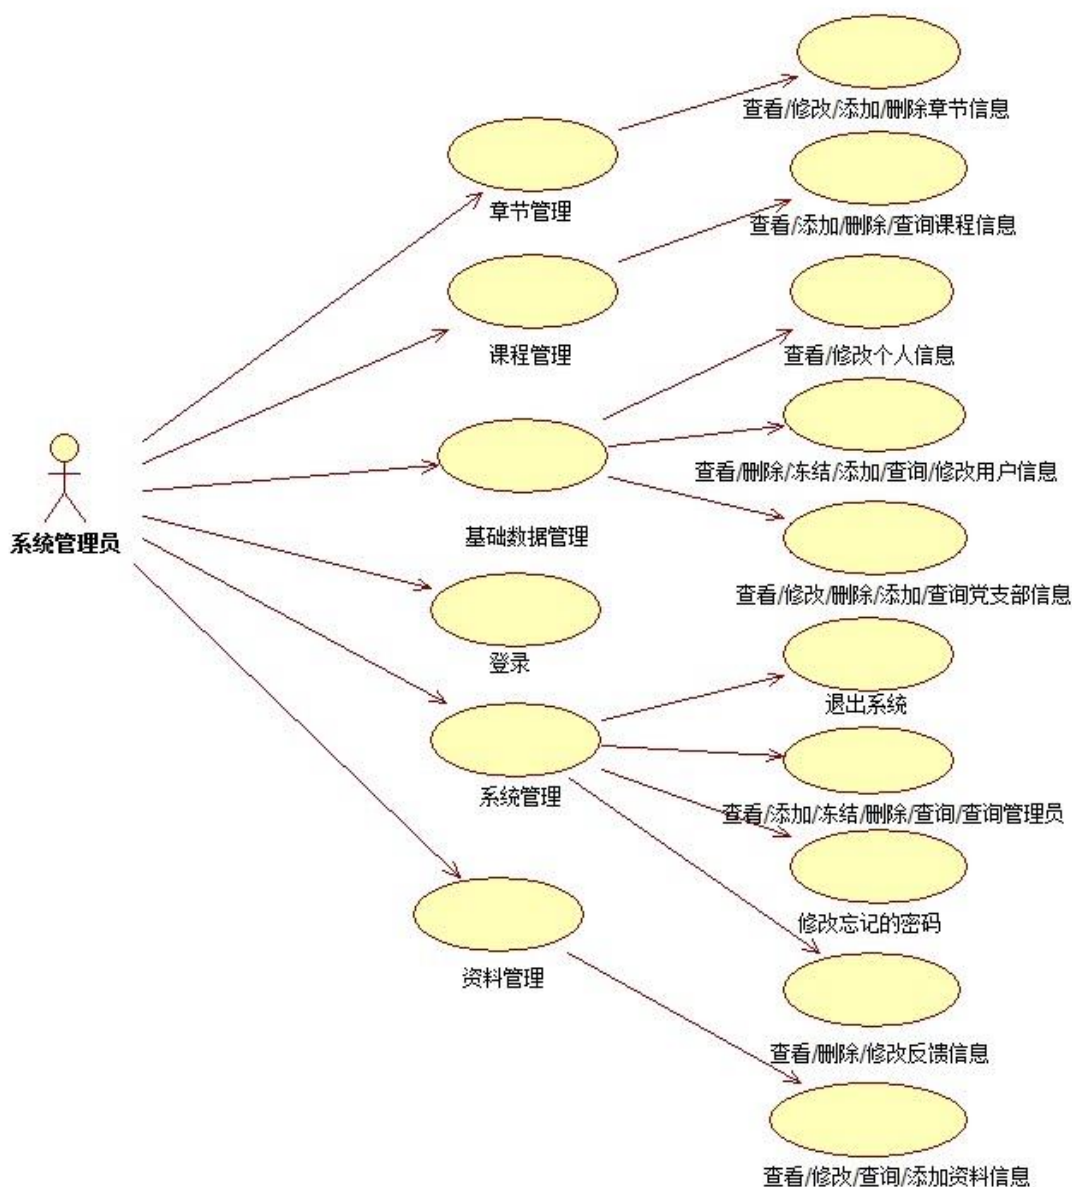 查看/修改/添加/删除章节信息
章节管理
查看/添加/删除/查询课程信息
课程管理
查看/修改个人信息
查看/删除/冻结/添加/查询/修改用户信息
系统管理员
基础数据管理
查看/修改/删除/添加/查询党支部信息
登录
退出系统
系统管理
查看/添加/冻结/删除/查询/查询管理员
修改忘记的密码
资料管理
查看/删除/修改反馈信息
查看/修改/查询/添加资料信息